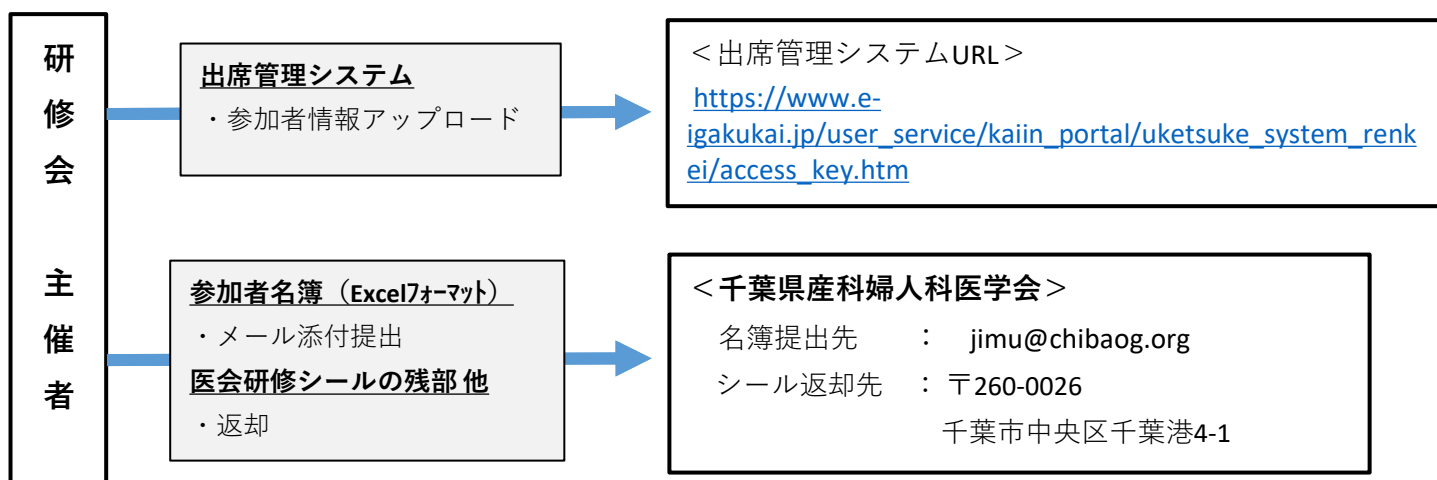 研修会 主催者
出席管理システム
・参加者情報アップロード
＜出席管理システムURL＞
https://www.e-
igakukai.jp/user_service/kaiin_portal/uketsuke_system_renk
ei/access_key.htm
参加者名簿（Excelﾌｫｰﾏｯﾄ）
・メール添付提出
医会研修シールの残部 他
・返却
＜千葉県産科婦人科医学会＞
名簿提出先 ： jimu@chibaog.org
シール返却先 ：〒260-0026
千葉市中央区千葉港4-1